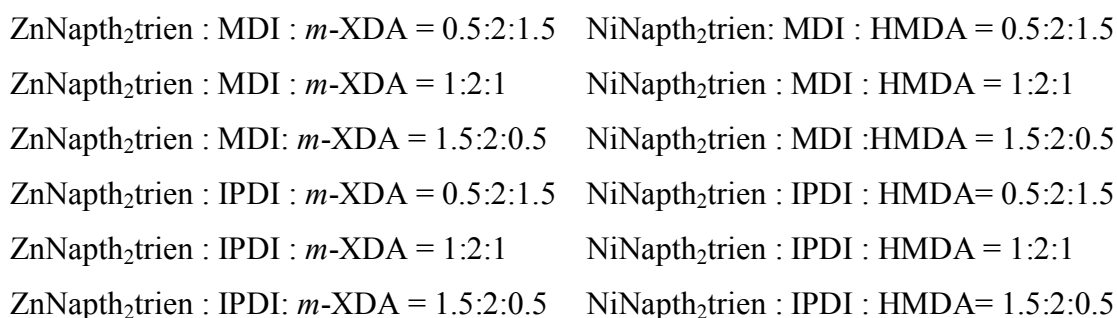 ZnNapth₂trien : MDI : m-XDA = 0.5:2:1.5 NiNapth₂trien: MDI : HMDA = 0.5:2:1.5
ZnNapth₂trien : MDI : m-XDA = 1:2:1 NiNapth₂trien : MDI : HMDA = 1:2:1
ZnNapth₂trien : MDI: m-XDA = 1.5:2:0.5 NiNapth₂trien : MDI :HMDA = 1.5:2:0.5
ZnNapth₂trien : IPDI : m-XDA = 0.5:2:1.5 NiNapth₂trien : IPDI : HMDA= 0.5:2:1.5
ZnNapth₂trien : IPDI : m-XDA = 1:2:1 NiNapth₂trien : IPDI : HMDA = 1:2:1
ZnNapth₂trien : IPDI: m-XDA = 1.5:2:0.5 NiNapth₂trien : IPDI : HMDA= 1.5:2:0.5